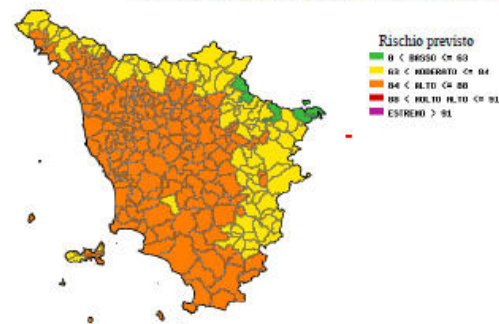 Rischio previsto
0 < BASSO <= 63
63 < MODERATO <= 84
84 < ALTO <= 88
88 < MOLTO ALTO <= 91
ESTREMO > 91